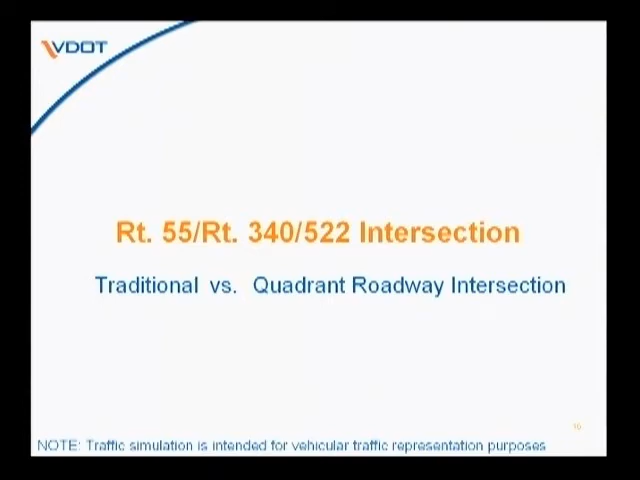 VDOT
Rt. 55/Rt. 340/522 Intersection
Traditional vs. Quadrant Roadway Intersection
NOTE: Traffic simulation is intended for vehicular traffic representation purposes